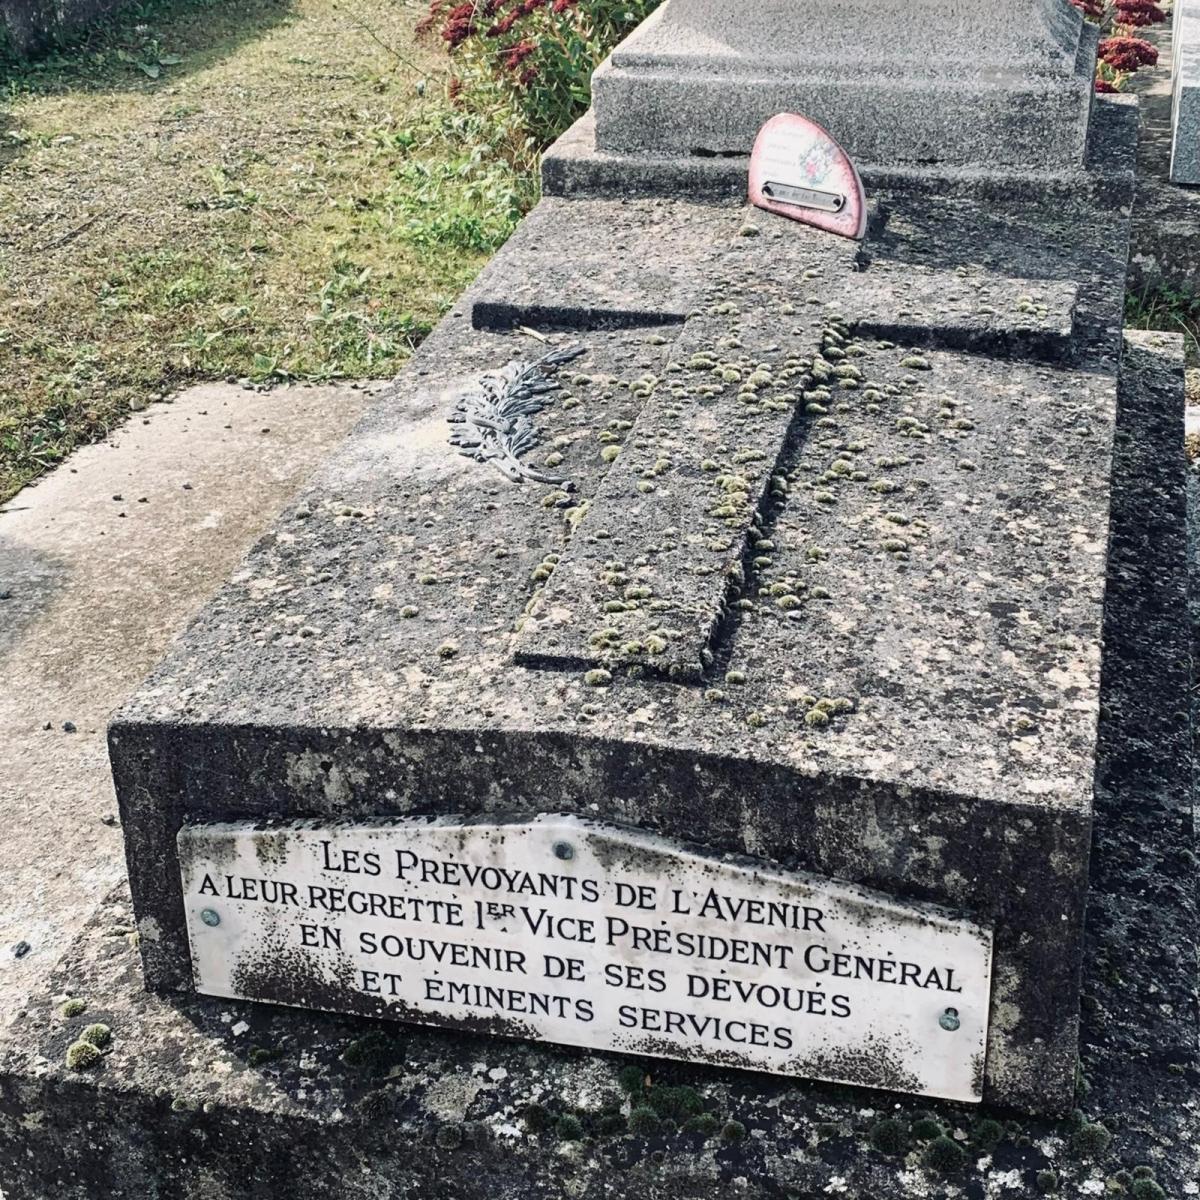 LES PRÉVOYANTS DE L'AVENIR
A LEUR REGRETTÉ 1ER VICE PRÉSIDENT GÉNÉRAL
EN SOUVENIR DE SES DÉVOUÉS
ET ÉMINENTS SERVICES